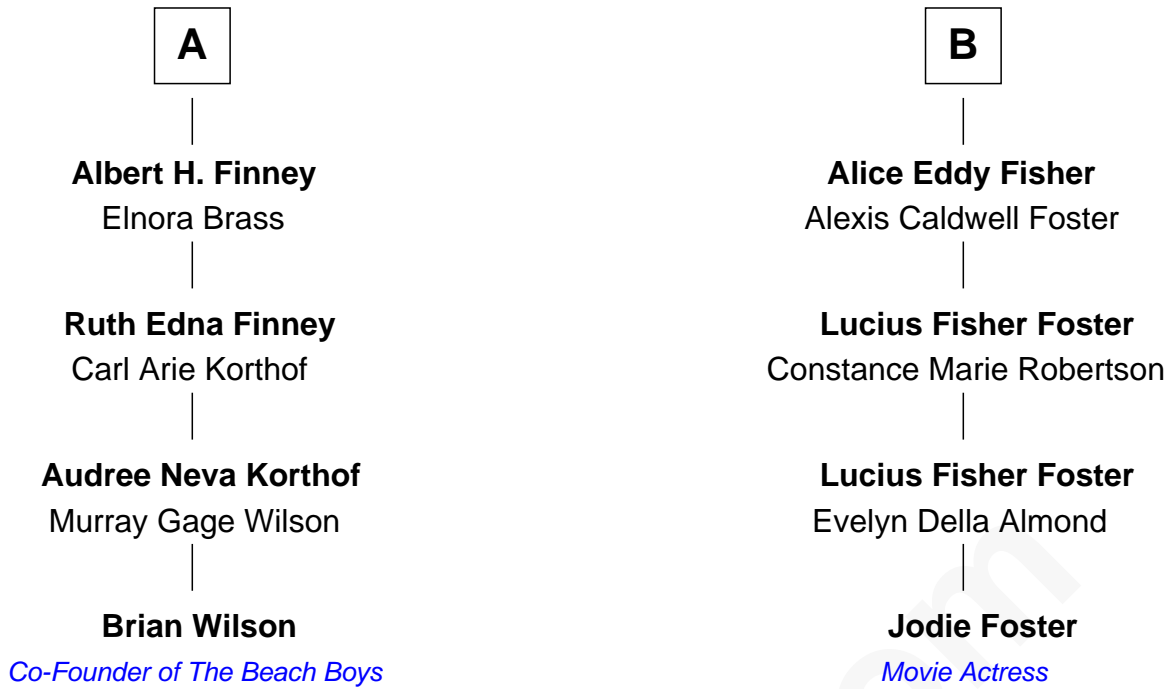 A
B
Albert H. Finney
Elnora Brass
Alice Eddy Fisher
Alexis Caldwell Foster
Ruth Edna Finney
Carl Arie Korthof
Lucius Fisher Foster
Constance Marie Robertson
Audree Neva Korthof
Murray Gage Wilson
Lucius Fisher Foster
Evelyn Della Almond
Brian Wilson
Co-Founder of The Beach Boys
Jodie Foster
Movie Actress